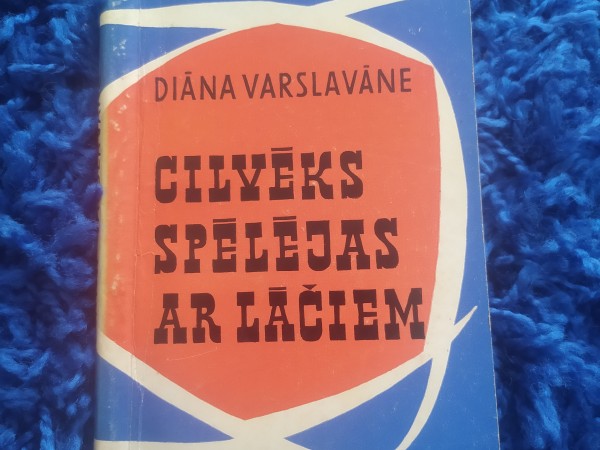 DIĀNA VARSLAVĀNE
CILVĒKS
SPĒLĒJAS
AR LĀČIEM